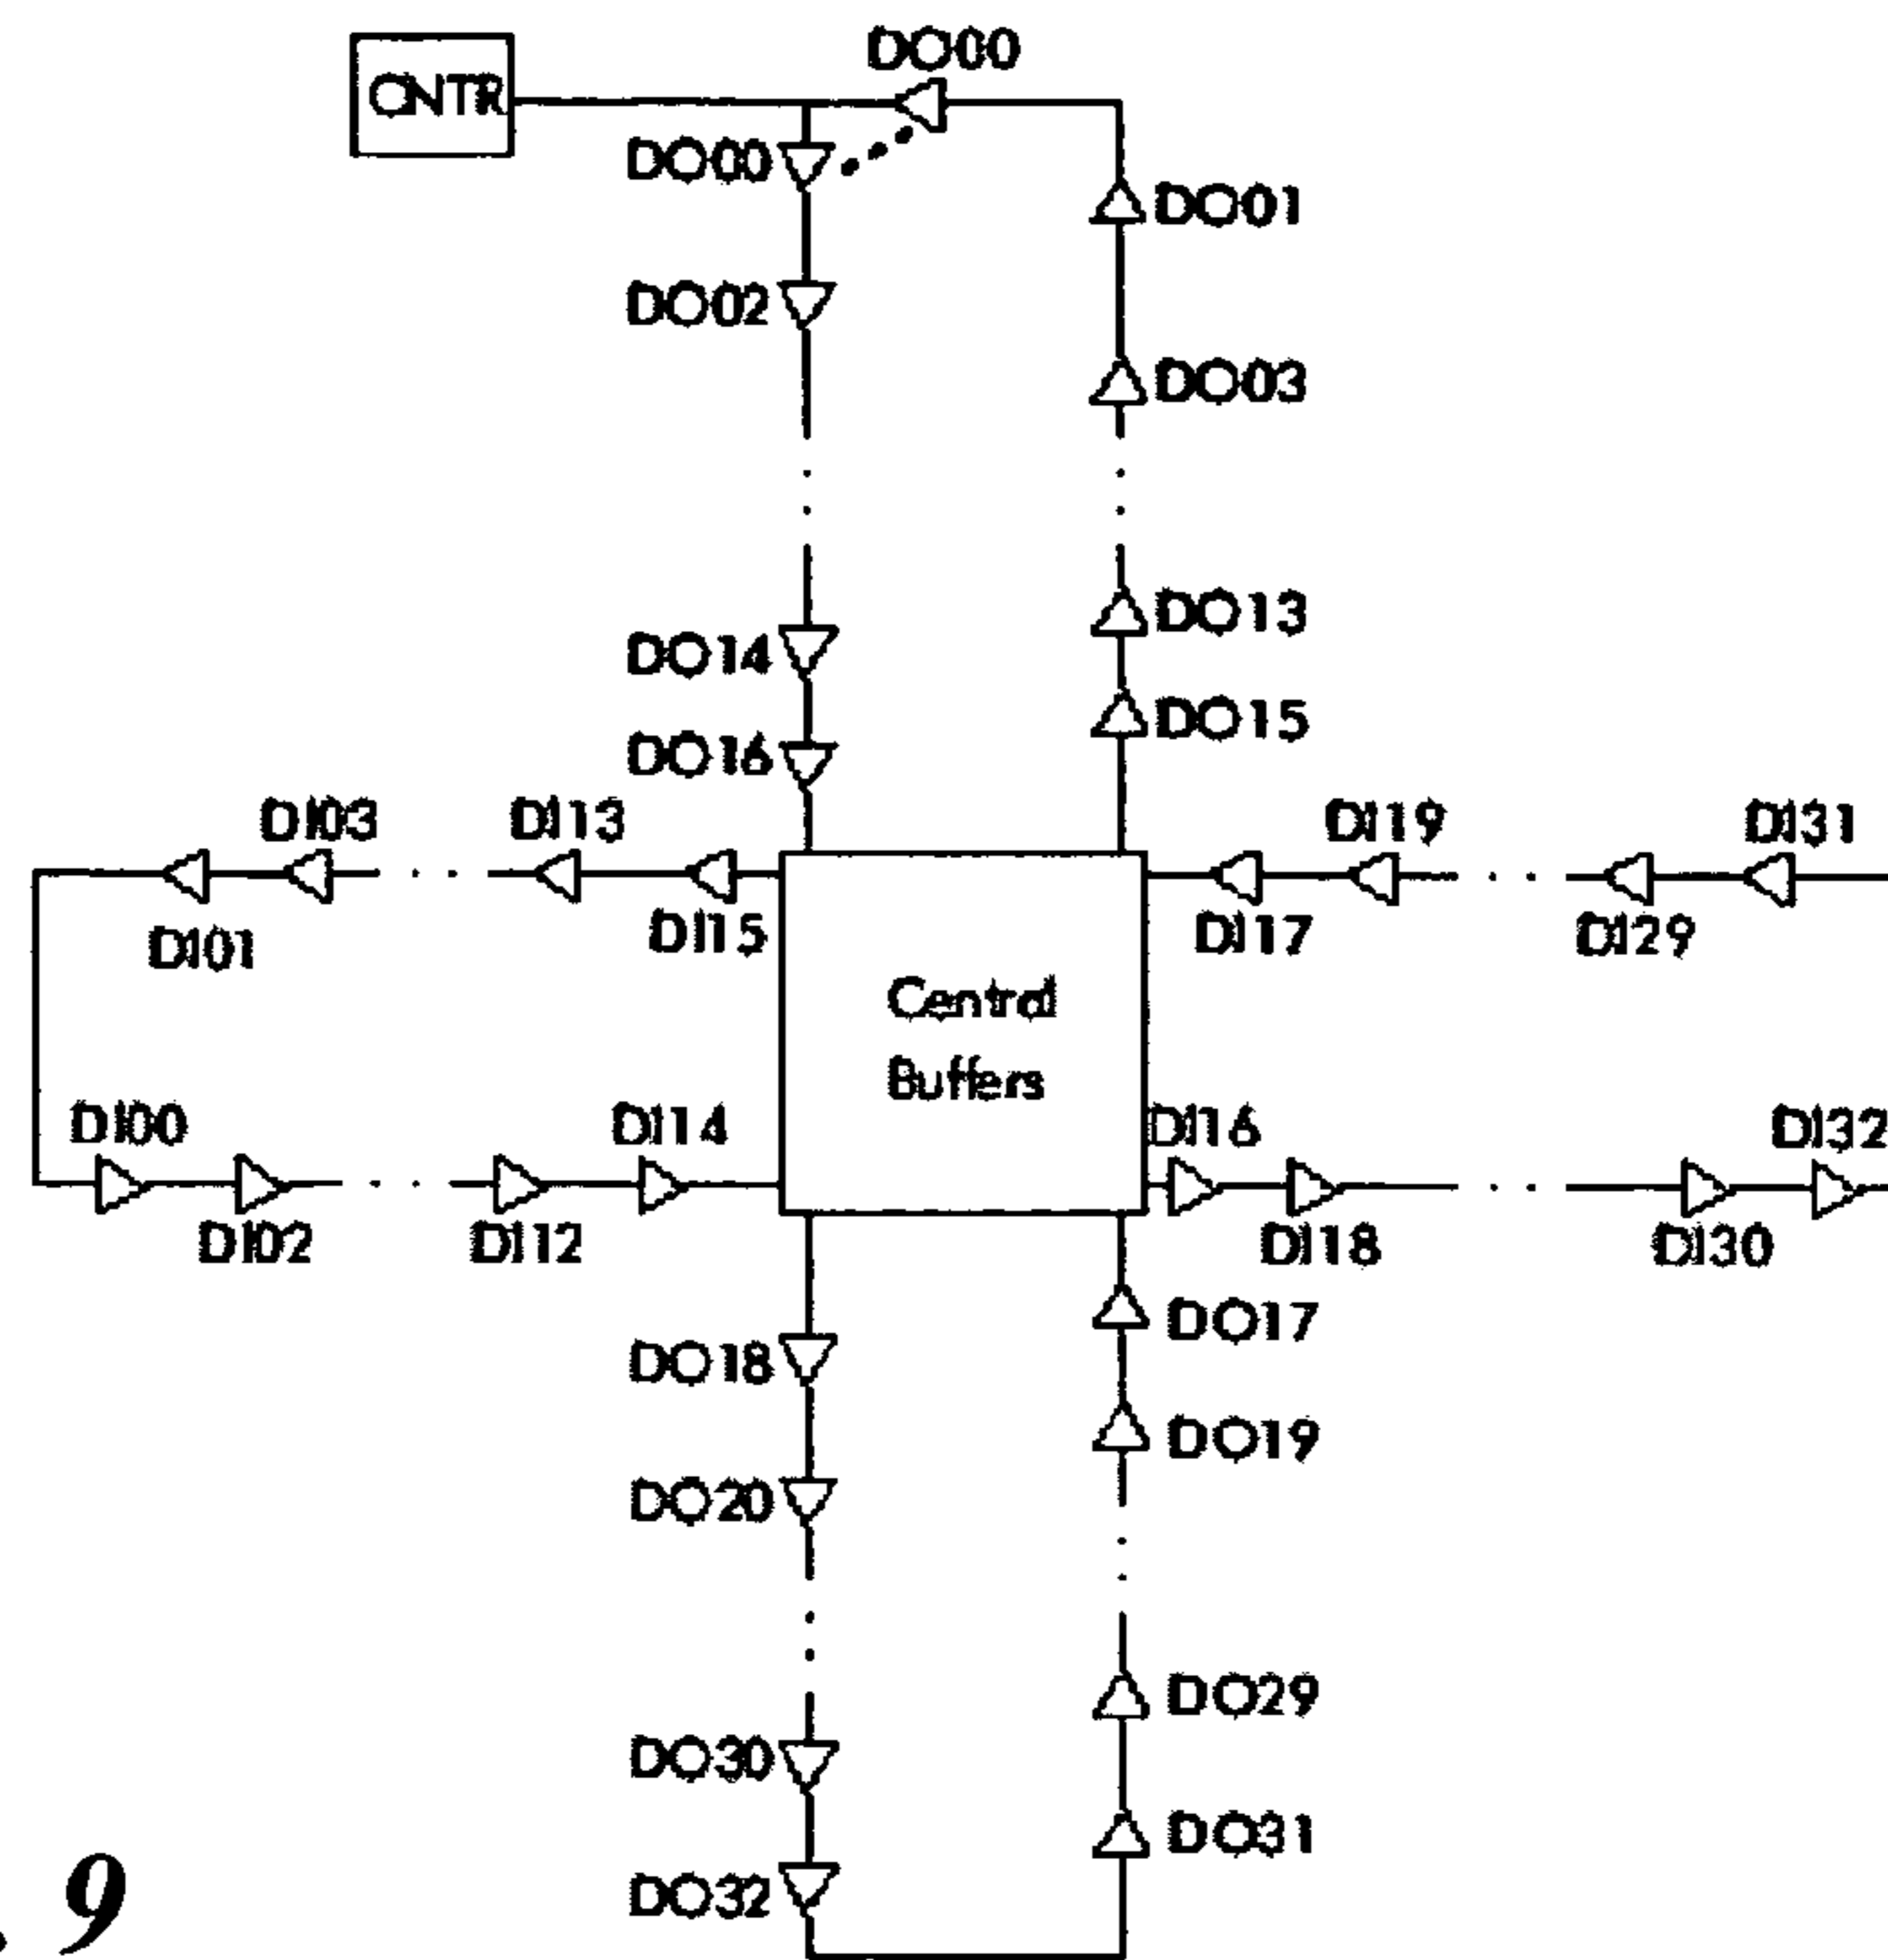 DO00
CNTR
DO00
DO01
DO02
DO03
DO13
DO14
DO15
DO16
DI03 DI13
DI19 DI31
DI01
DI15
DI17
DI29
Central
Buffers
DI00
DI14
DI16
DI32
DI02
DI12
DI18
DI30
DO17
DO18
DO19
DO20
DO29
DO30
DO31
DO32
. 9